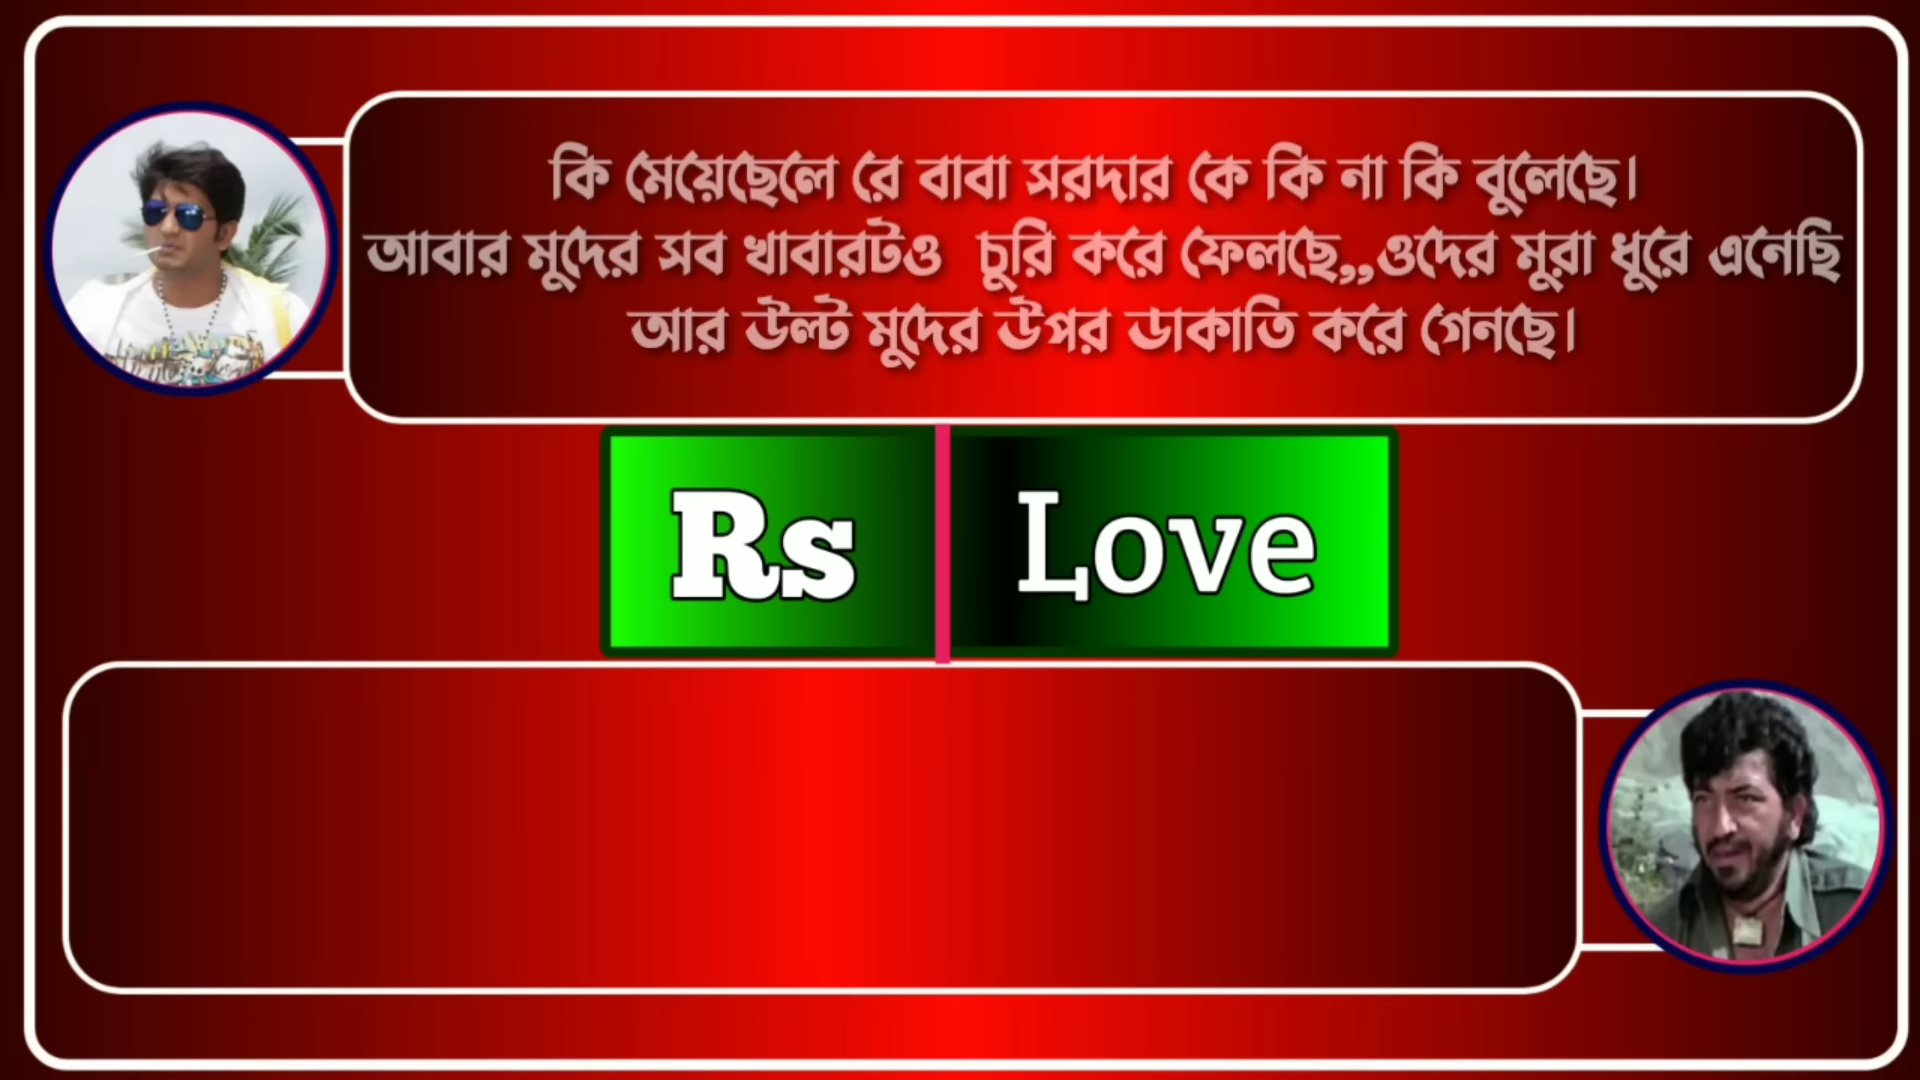 কি মেয়েছেলে রে বাবা সরদার কে কি না কি বুলেছে।
আবার মুদের সব খাবারটও চুরি করে ফেলছে,,ওদের মুরা ধুরে এনেছি
আর উল্ট মুদের উপর ডাকাতি করে গেনছে।
Rs Love